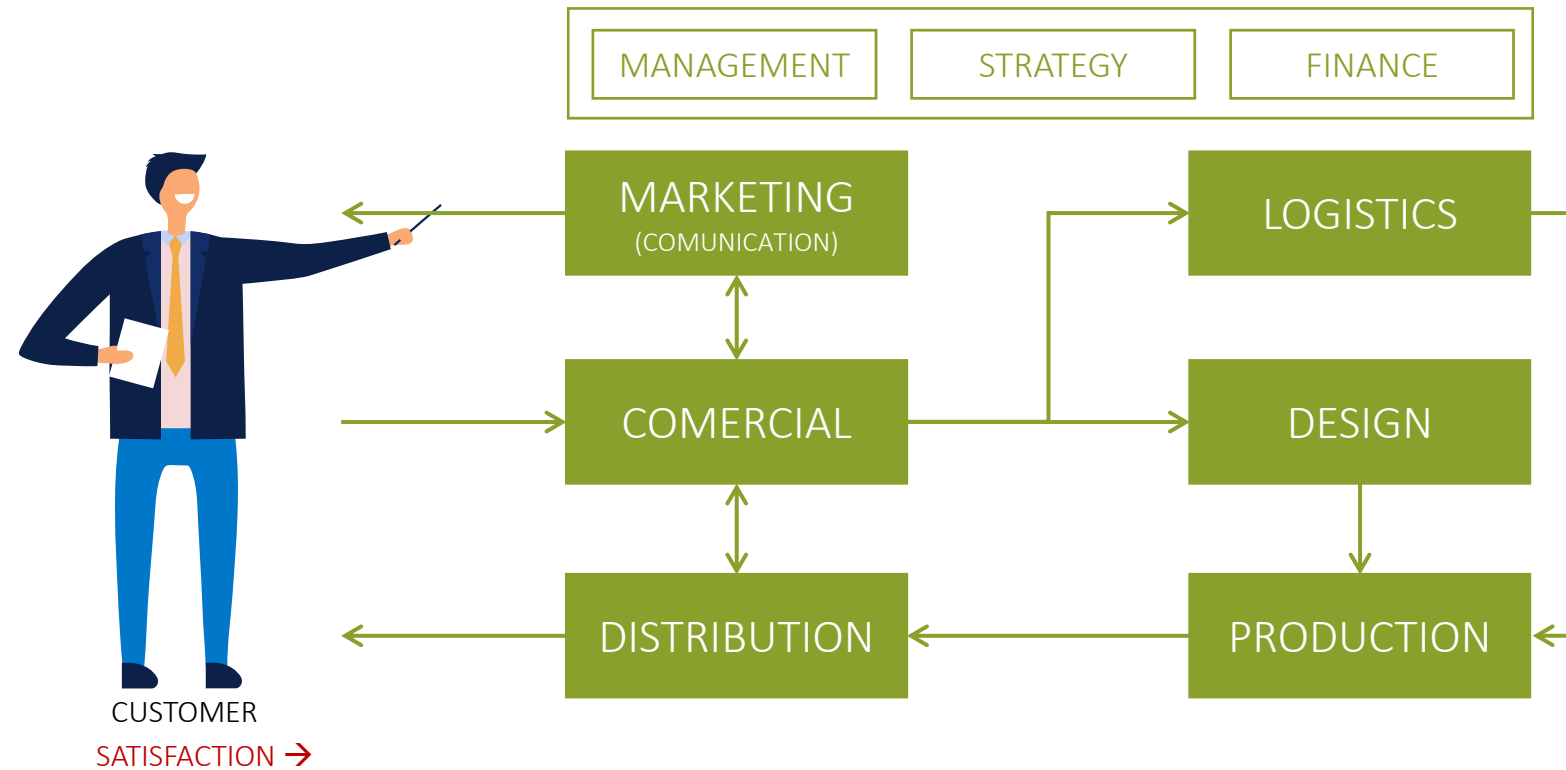 MANAGEMENT
STRATEGY
FINANCE
MARKETING
(COMUNICATION)
LOGISTICS
COMERCIAL
DESIGN
DISTRIBUTION
PRODUCTION
CUSTOMER
SATISFACTION →